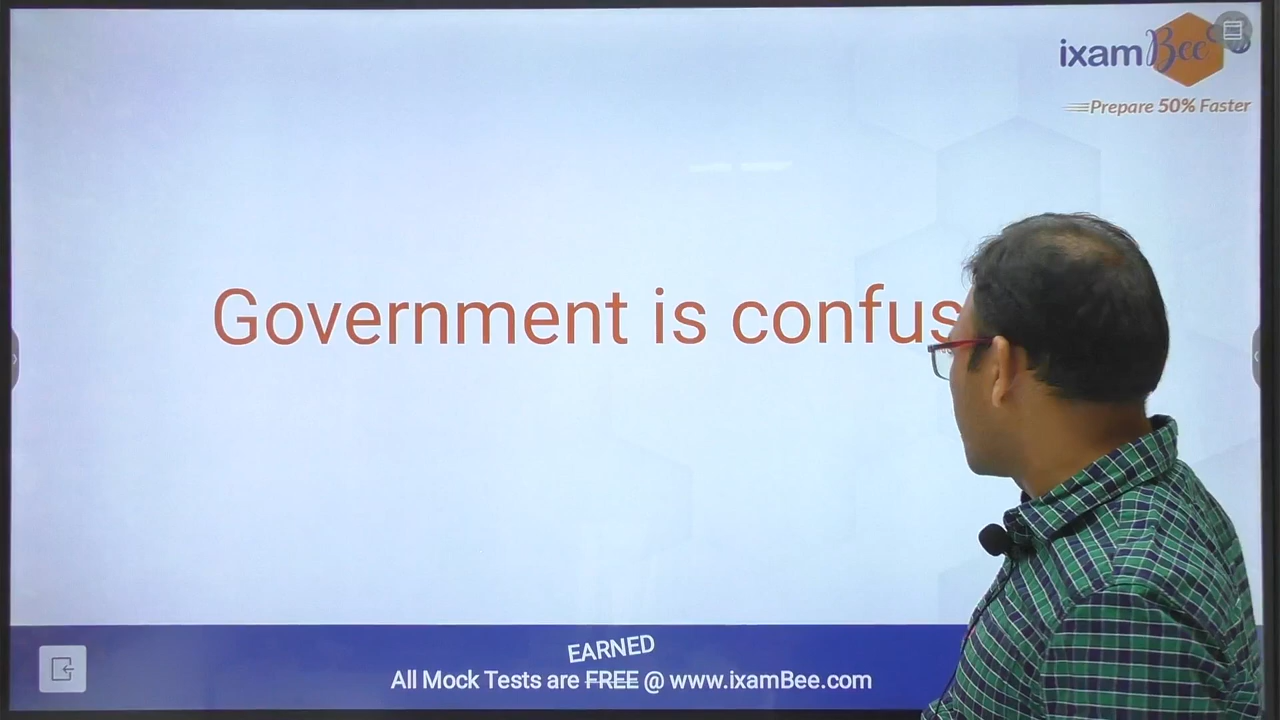 ixamBee
Prepare 50% Faster
Government is confus
EARNED
All Mock Tests are FREE @ www.ixamBee.com